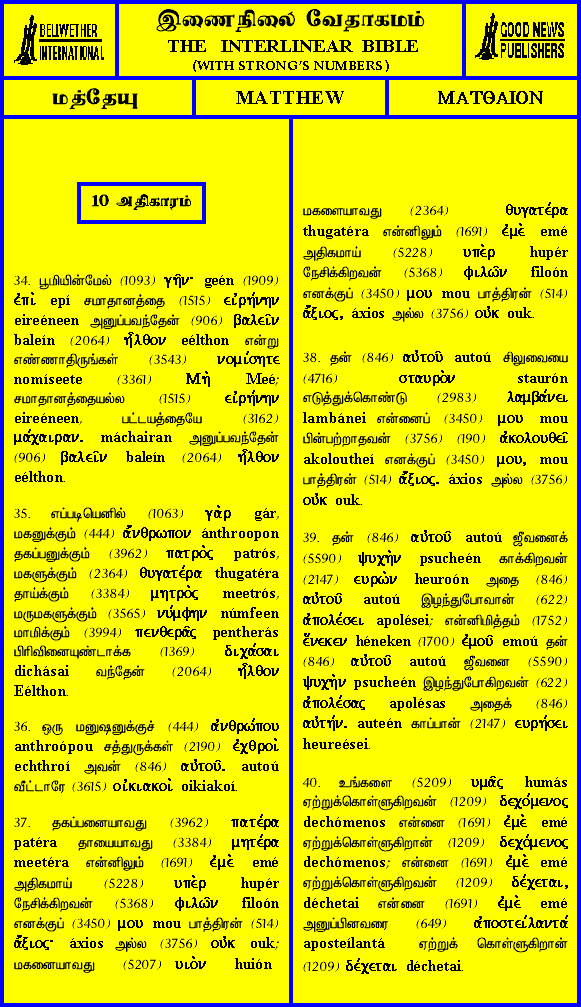 BELLWETHER
INTERNATIONAL
இணைநிலை வேதாகமம்
THE INTERLINEAR BIBLE
(WITH STRONG'S NUMBERS)
GOOD NEWS
PUBLISHERS
மத்தேயு
MATTHEW
ΜΑΤΘΑΙΟΝ
10 அதிகாரம்
34. பூமியின்மேல் (1093) γῆν· geén (1909)
ἐπὶ epí சமாதானத்தை (1515) εἰρήνην
eireéneen அனுப்பவந்தேன் (906) βαλεῖν
baleín (2064) ἦλθον eélthon என்று
எண்ணாதிருங்கள் (3543) νομίσητε
nomíseete (3361) Μὴ Meé;
சமாதானத்தையல்ல (1515) εἰρήνην
eireéneen, பட்டயத்தையே (3162)
μάχαιραν. máchairan அனுப்பவந்தேன்
(906) βαλεῖν baleín (2064) ἦλθον
eélthon.
35. எப்படியெனில் (1063) γὰρ gár,
மகனுக்கும் (444) ἄνθρωπον ánthroopon
தகப்பனுக்கும் (3962) πατρὸς patrós,
மகளுக்கும் (2364) θυγατέρα thugatéra
தாய்க்கும் (3384) μητρὸς meetrós,
மருமகளுக்கும் (3565) νύμφην númfeen
மாமிக்கும் (3994) πενθερᾶς pentherás
பிரிவினையுண்டாக்க (1369) διχάσαι
dichásai வந்தேன் (2064) ἦλθον
Eélthon.
36. ஒரு மனுஷனுக்குச் (444) ἀνθρώπου
anthroópou சத்துருக்கள் (2190) ἐχθροὶ
echthroí அவன் (846) αὐτοῦ. autoú
வீட்டாரே (3615) οἰκιακοὶ oikiakoí.
37. தகப்பனையாவது (3962) πατέρα
patéra தாயையாவது (3384) μητέρα
meetéra என்னிலும் (1691) ἐμὲ emé
அதிகமாய் (5228) υπὲρ hupér
நேசிக்கிறவன் (5368) φιλῶν filoón
எனக்குப் (3450) μου mou பாத்திரன் (514)
ἄξιος· áxios அல்ல (3756) οὐκ ouk;
மகனையாவது (5207) υιὸν huión
மகளையாவது (2364) θυγατέρα
thugatéra என்னிலும் (1691) ἐμὲ emé
அதிகமாய் (5228) υπὲρ hupér
நேசிக்கிறவன் (5368) φιλῶν filoón
எனக்குப் (3450) μου mou பாத்திரன் (514)
ἄξιος, áxios அல்ல (3756) οὐκ ouk.
38. தன் (846) αὐτοῦ autoú சிலுவையை
(4716) σταυρὸν staurón
எடுத்துக்கொண்டு (2983) λαμβάνει
lambánei என்னைப் (3450) μου mou
பின்பற்றாதவன் (3756) (190) ἀκολουθεῖ
akoloutheí எனக்குப் (3450) μου, mou
பாத்திரன் (514) ἄξιος. áxios அல்ல (3756)
οὐκ ouk.
39. தன் (846) αὐτοῦ autoú ஜீவனைக்
(5590) ψυχὴν psucheén காக்கிறவன்
(2147) ευρὼν heuroón அதை (846)
αὐτοῦ autoú இழந்துபோவான் (622)
ἀπολέσει apolései; என்னிமித்தம் (1752)
ἕνεκεν héneken (1700) ἐμοῦ emoú தன்
(846) αὐτοῦ autoú ஜீவனை (5590)
ψυχὴν psucheén இழந்துபோகிறவன் (622)
ἀπολέσας apolésas அதைக் (846)
αὐτήν. auteén காப்பான் (2147) ευρήσει
heureései.
40. உங்களை (5209) υμᾶς humás
ஏற்றுக்கொள்ளுகிறவன் (1209) δεχόμενος
dechómenos என்னை (1691) ἐμὲ emé
ஏற்றுக்கொள்ளுகிறான் (1209) δεχόμενος
dechómenos; என்னை (1691) ἐμὲ emé
ஏற்றுக்கொள்ளுகிறவன் (1209) δέχεται,
déchetai என்னை (1691) ἐμὲ emé
அனுப்பினவரை (649) ἀποστείλαντά
aposteílantá ஏற்றுக் கொள்ளுகிறான்
(1209) δέχεται déchetai.